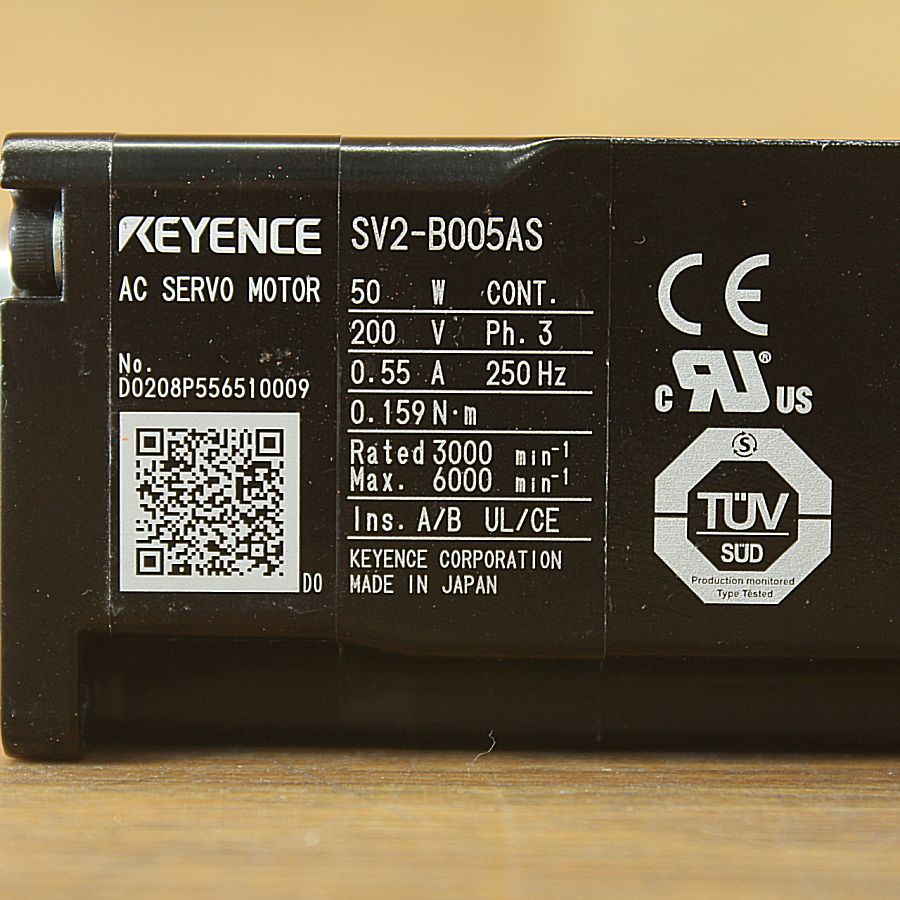 KEYENCE
AC SERVO MOTOR
No.
D0208P556510009
D0
SV2-B005AS
50 W CONT.
200 V Ph. 3
0.55 A 250 Hz
0.159 N·m
Rated 3000 min⁻¹
Max. 6000 min⁻¹
Ins. A/B UL/CE
KEYENCE CORPORATION
MADE IN JAPAN
CE
c RU ® US
S
TÜV
SÜD
Production monitored
Type Tested